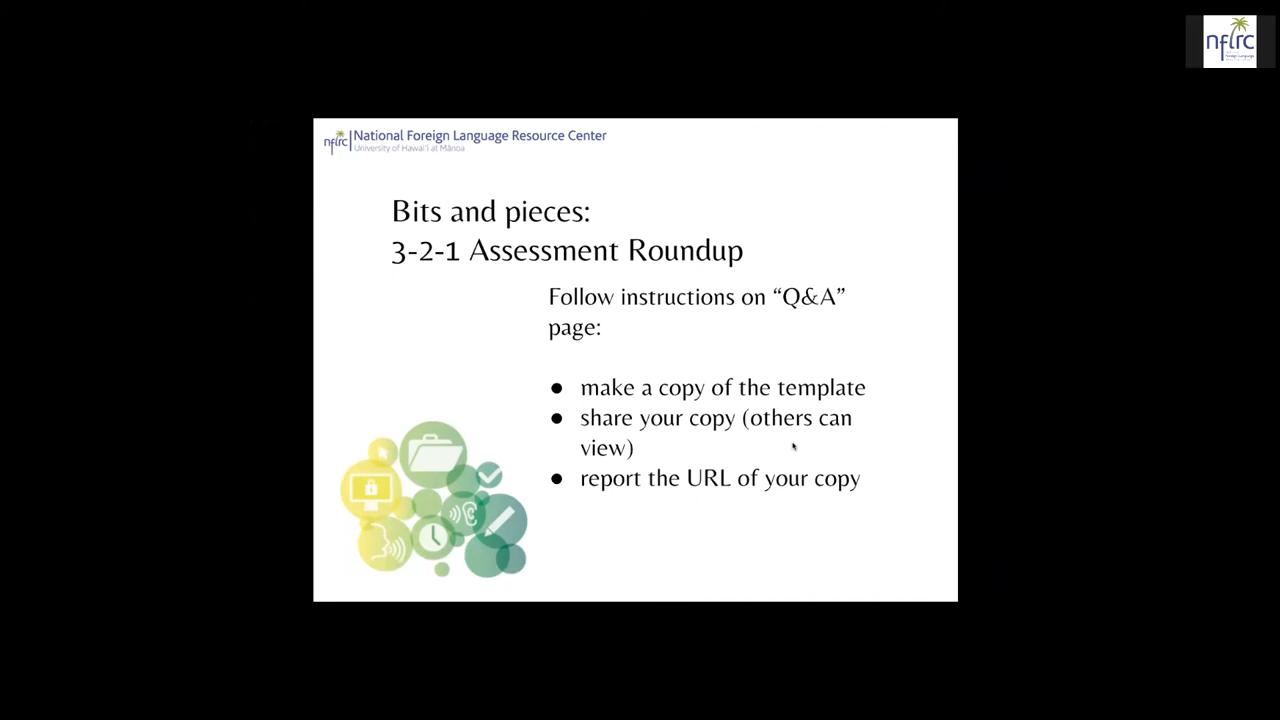 nflrc
nflrc National Foreign Language Resource Center
University of Hawai'i at Mānoa
Bits and pieces:
3-2-1 Assessment Roundup
Follow instructions on “Q&A”
page:
● make a copy of the template
● share your copy (others can
view)
● report the URL of your copy